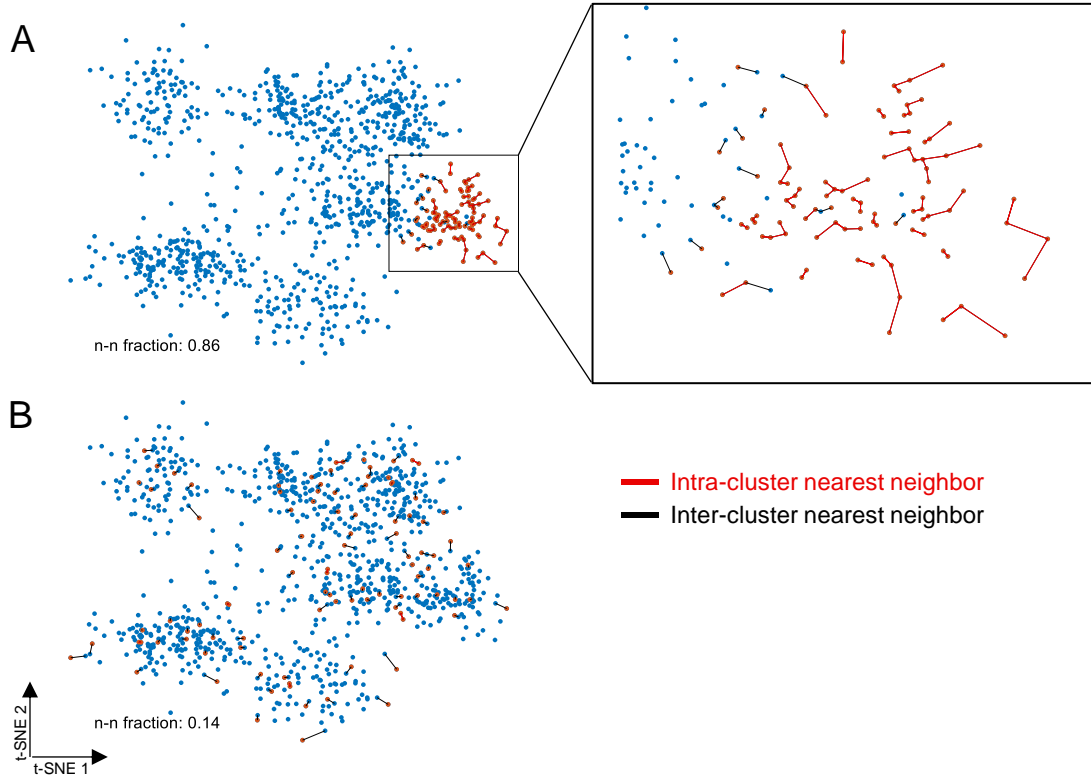 A
n-n fraction: 0.86
B
Intra-cluster nearest neighbor
Inter-cluster nearest neighbor
n-n fraction: 0.14
t-SNE 2
t-SNE 1